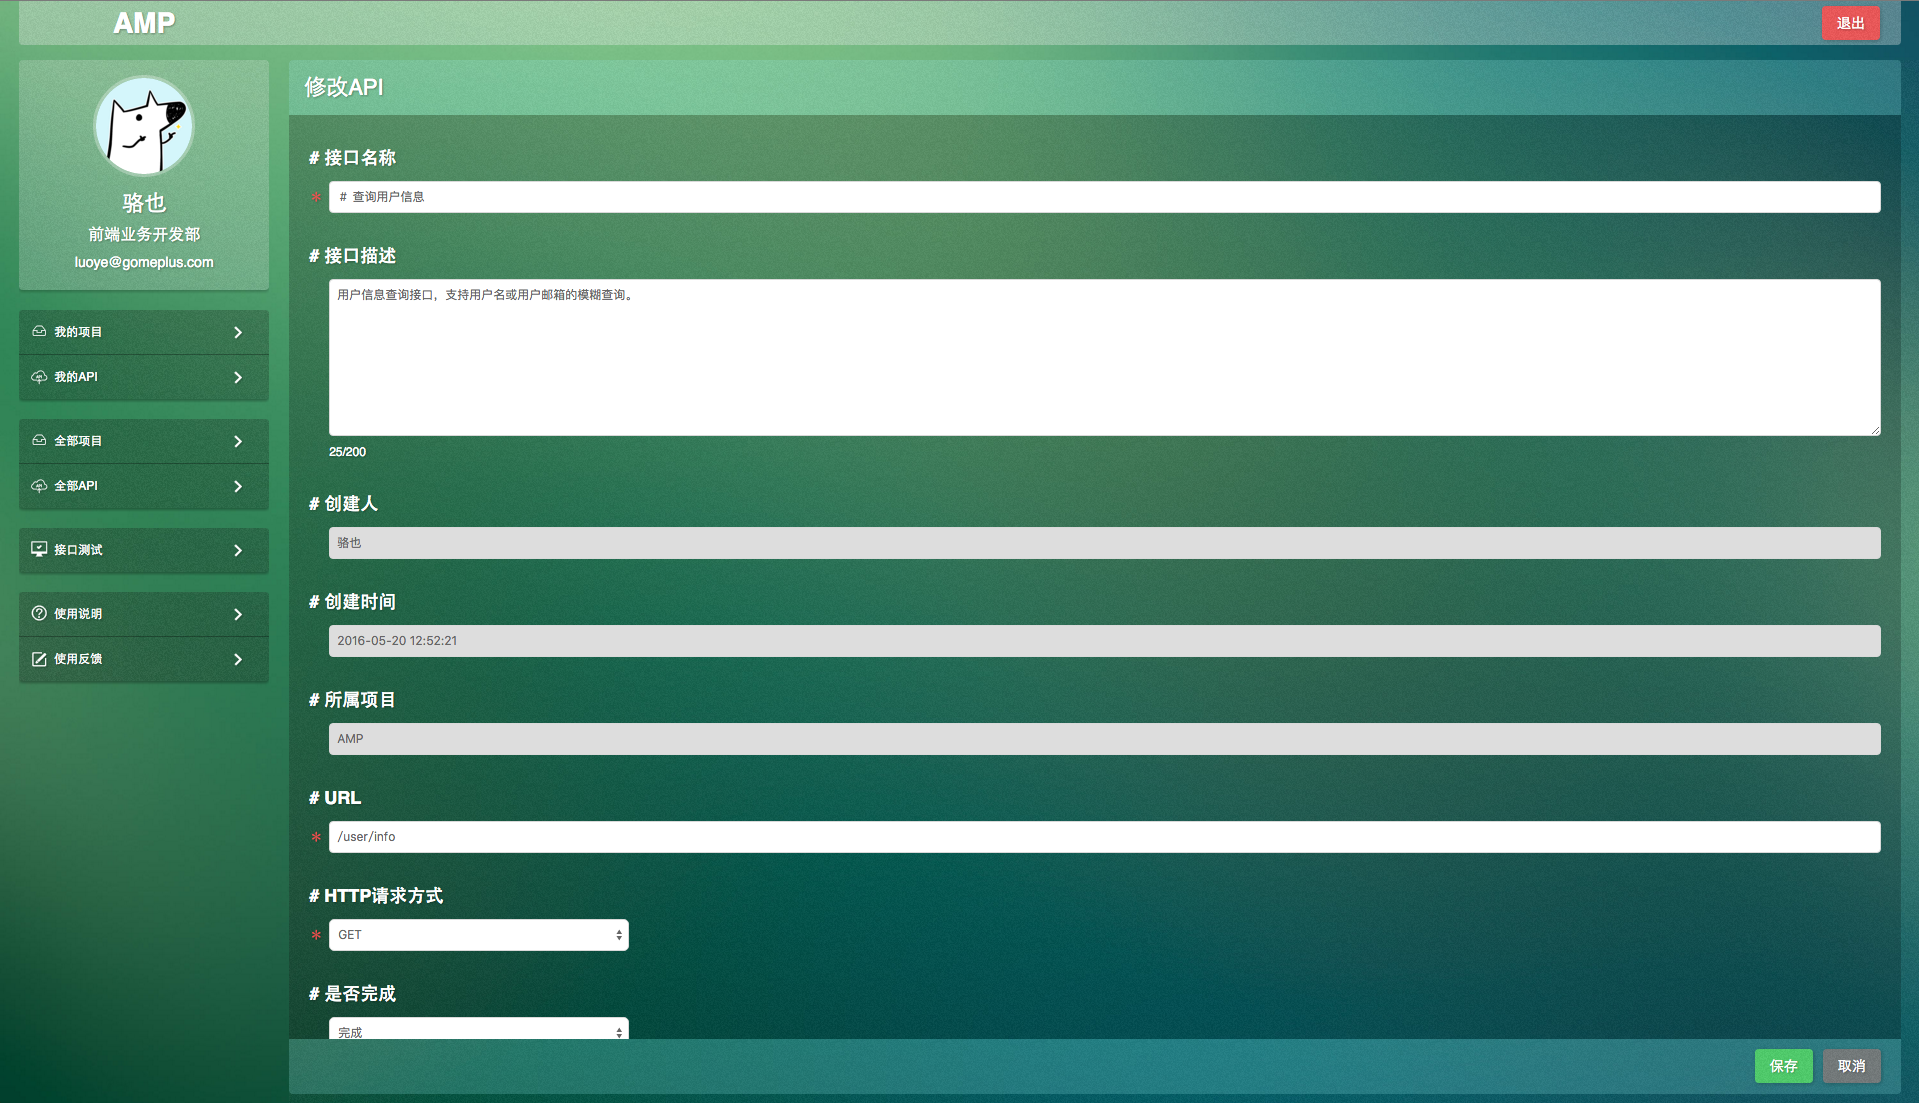 AMP
退出
骆也
前端业务开发部
luoye@gomeplus.com
我的项目
我的API
全部项目
全部API
接口测试
使用说明
使用反馈
修改API
# 接口名称
* # 查询用户信息
# 接口描述
用户信息查询接口，支持用户名或用户邮箱的模糊查询。
25/200
# 创建人
骆也
# 创建时间
2016-05-20 12:52:21
# 所属项目
AMP
# URL
* /user/info
# HTTP请求方式
* GET
# 是否完成
完成
保存 取消